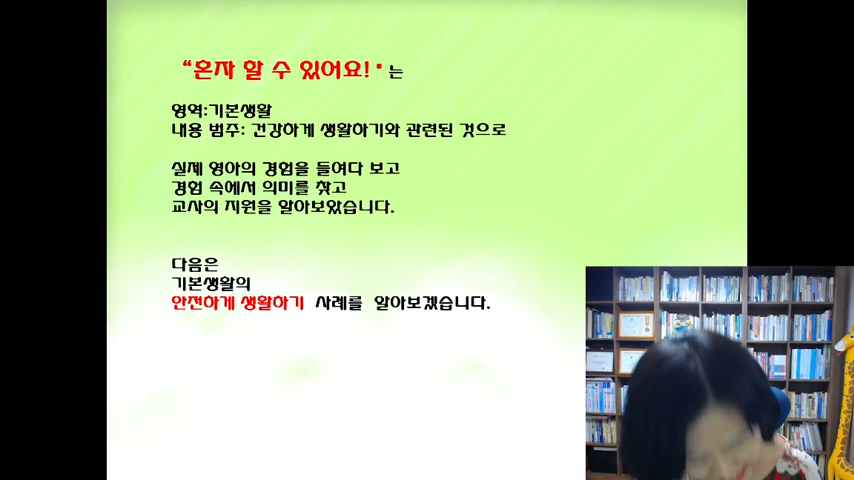 “혼자 할 수 있어요!"는
영역:기본생활
내용 범주: 건강하게 생활하기와 관련된 것으로
실제 영아의 경험을 들여다 보고
경험 속에서 의미를 찾고
교사의 지원을 알아보았습니다.
다음은
기본생활의
안전하게 생활하기 사례를 알아보겠습니다.